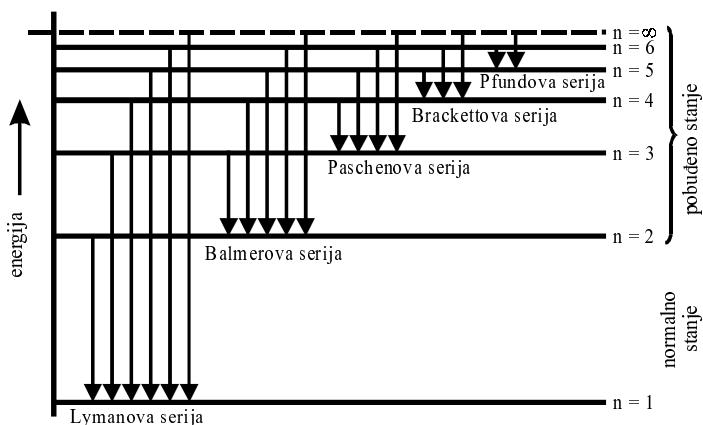 n = ∞
n = 6
n = 5
Pfundova serija
n = 4
Brackettova serija
n = 3
Paschenova serija
n = 2
Balmerova serija
n = 1
Lymanova serija
energija
pobuđeno stanje
normalno
stanje